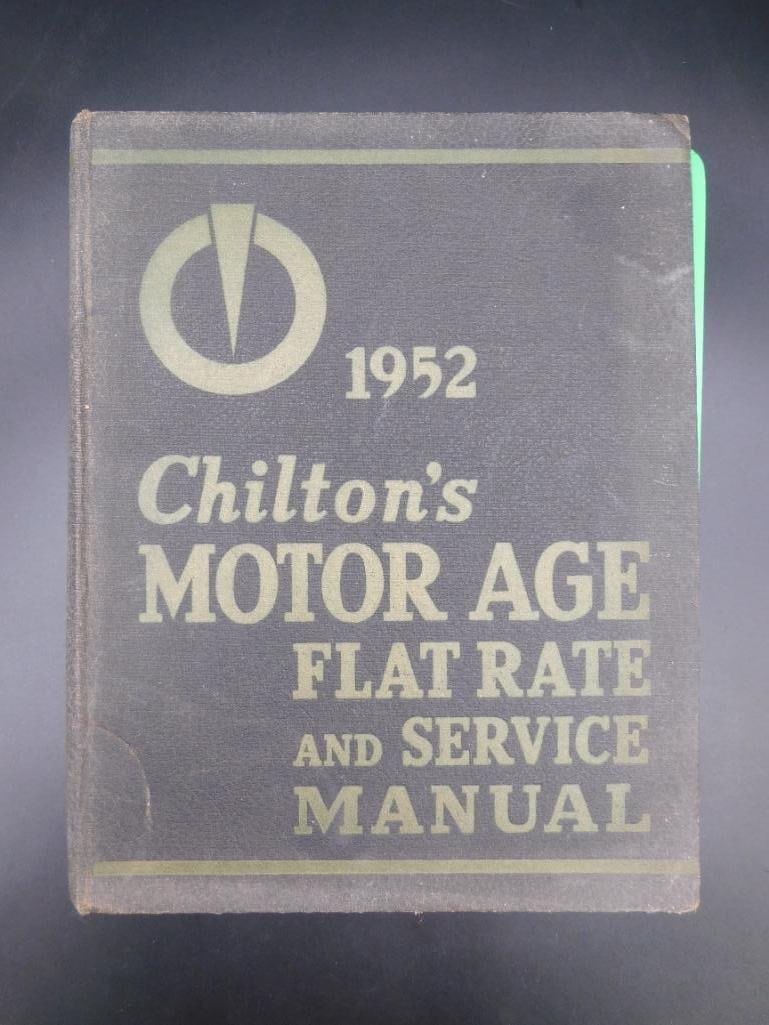 1952
Chilton's
MOTOR AGE
FLAT RATE
AND SERVICE
MANUAL